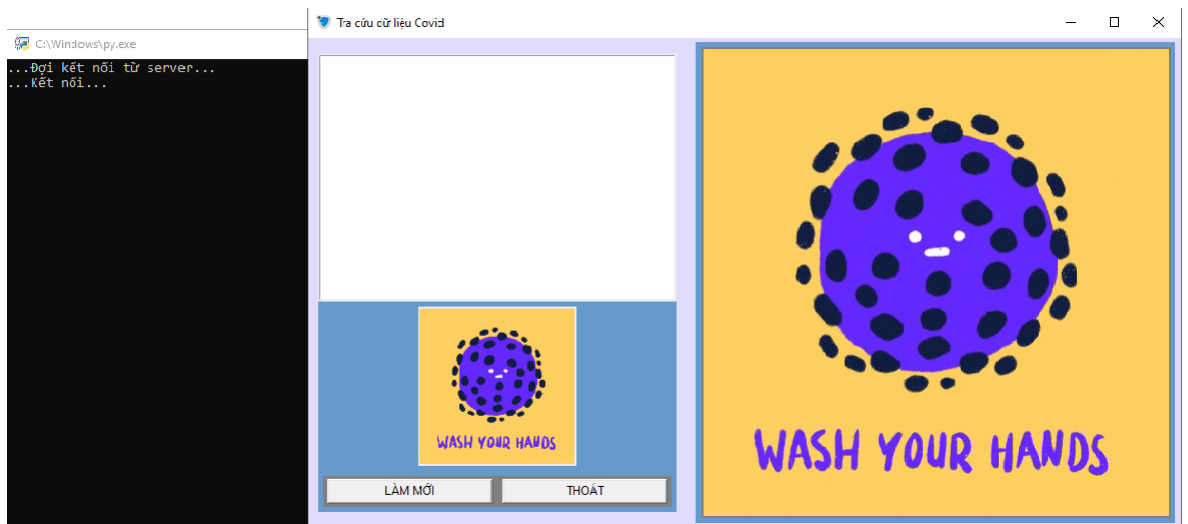 C:\Windows\py.exe
...Đợi kết nối từ server...
...Kết nối...
Tra cứu dữ liệu Covid
WASH YOUR HANDS
LÀM MỚI
THOÁT
WASH YOUR HANDS